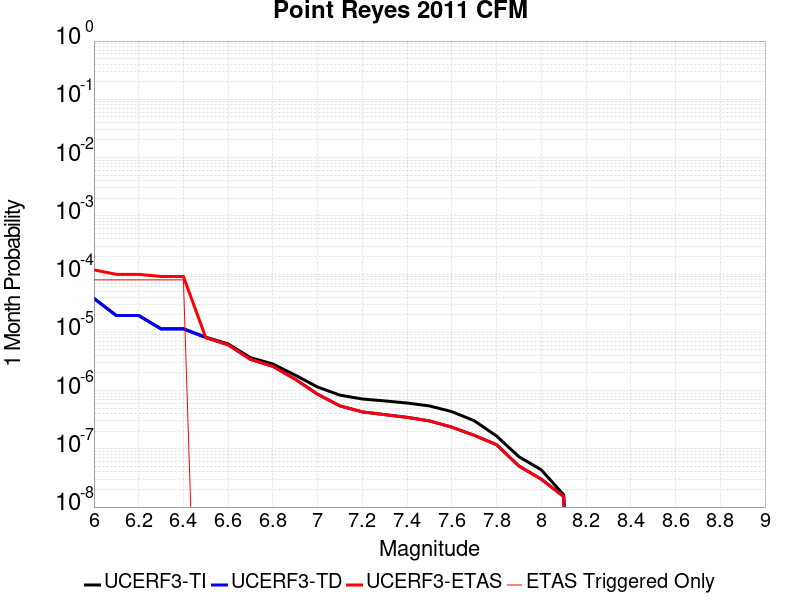 Point Reyes 2011 CFM
1 Month Probability
10^0
10^-1
10^-2
10^-3
10^-4
10^-5
10^-6
10^-7
10^-8
6 6.2 6.4 6.6 6.8 7 7.2 7.4 7.6 7.8 8 8.2 8.4 8.6 8.8 9
Magnitude
UCERF3-TI UCERF3-TD UCERF3-ETAS ETAS Triggered Only